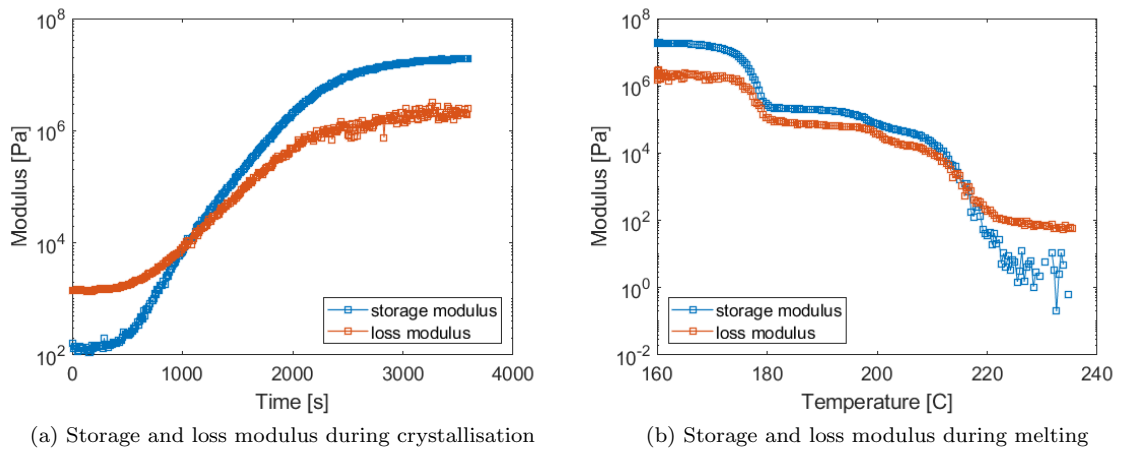 10^8
10^6
10^4
10^2
Modulus [Pa]
storage modulus
loss modulus
0 1000 2000 3000 4000
Time [s]
(a) Storage and loss modulus during crystallisation
10^8
10^6
10^4
10^2
10^0
10^-2
Modulus [Pa]
storage modulus
loss modulus
160 180 200 220 240
Temperature [C]
(b) Storage and loss modulus during melting